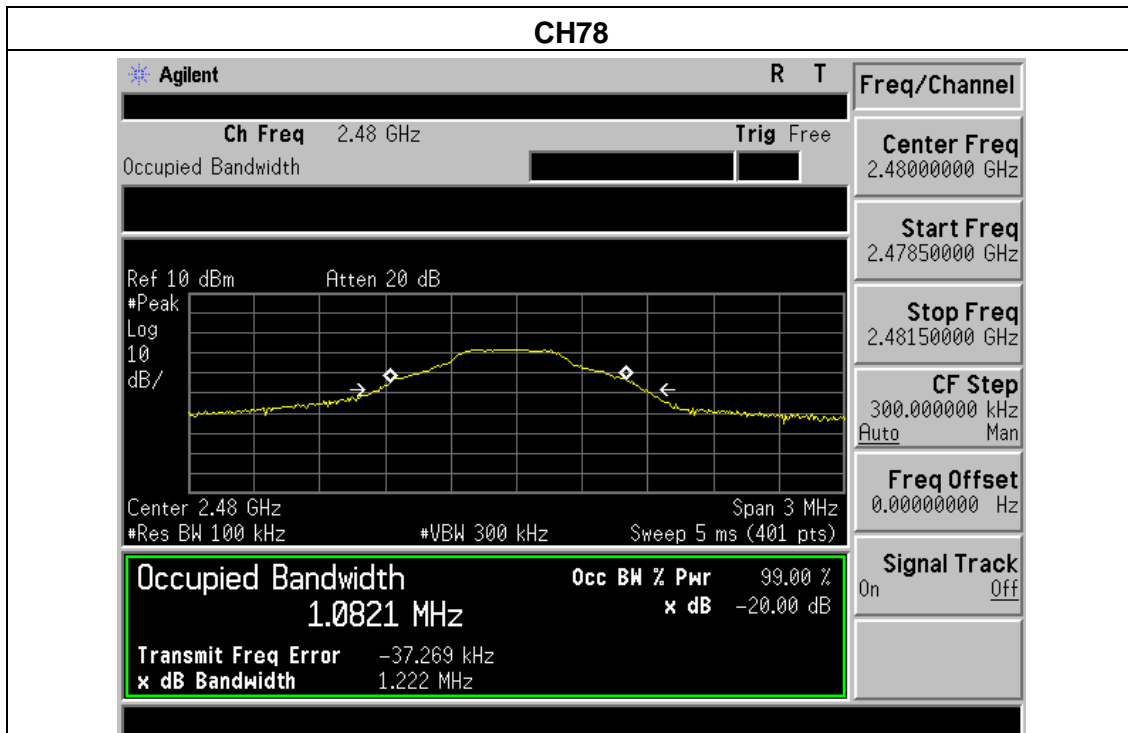 CH78
Agilent R T
Ch Freq 2.48 GHz Trig Free
Occupied Bandwidth
Ref 10 dBm Atten 20 dB
#Peak
Log
10
dB/
Center 2.48 GHz Span 3 MHz
#Res BW 100 kHz #VBW 300 kHz Sweep 5 ms (401 pts)
Occupied Bandwidth Occ BW % Pwr 99.00 %
1.0821 MHz x dB -20.00 dB
Transmit Freq Error -37.269 kHz
x dB Bandwidth 1.222 MHz
Freq/Channel
Center Freq
2.48000000 GHz
Start Freq
2.47850000 GHz
Stop Freq
2.48150000 GHz
CF Step
300.000000 kHz
Auto Man
Freq Offset
0.00000000 Hz
Signal Track
On Off